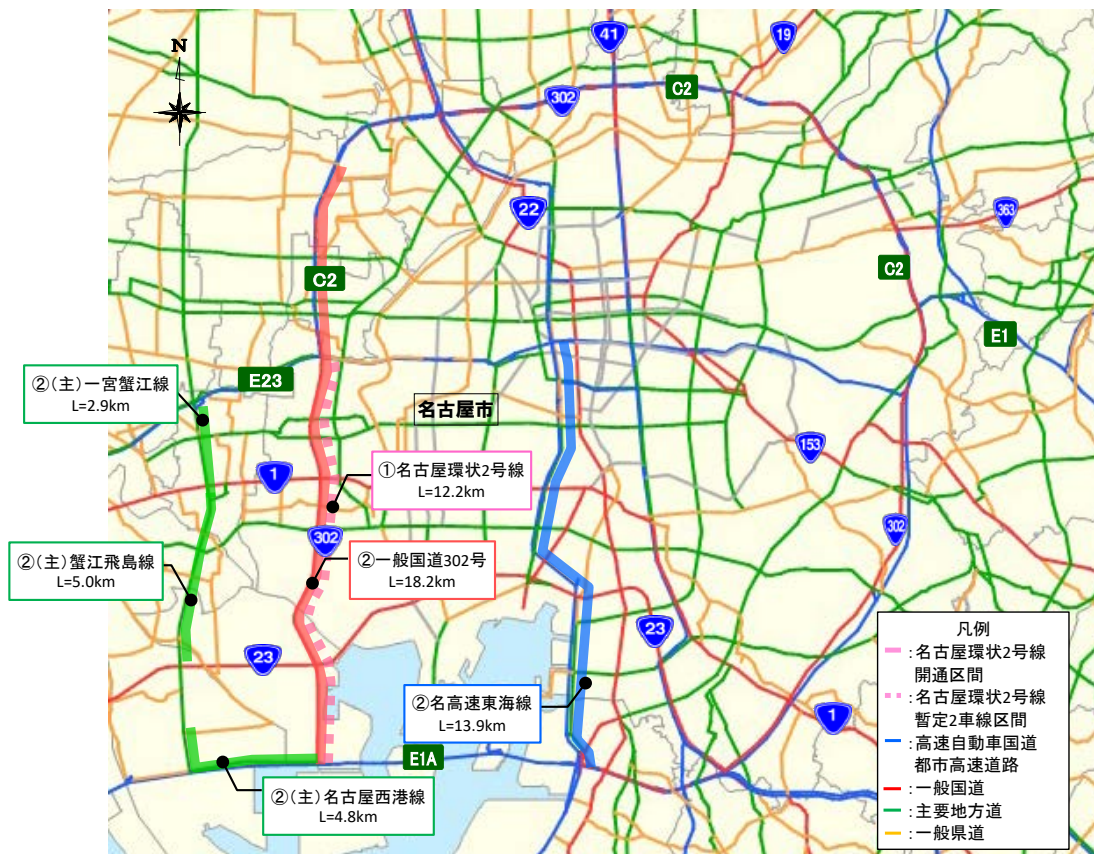 N
41
19
302
C2
22
363
C2
C2
E1
E23
②(主)一宮蟹江線
L=2.9km
名古屋市
153
1
①名古屋環状2号線
L=12.2km
302
302
②(主)蟹江飛島線
L=5.0km
②一般国道302号
L=18.2km
23
23
②名高速東海線
L=13.9km
1
E1A
②(主)名古屋西港線
L=4.8km
凡例
:名古屋環状2号線
開通区間
:名古屋環状2号線
暫定2車線区間
:高速自動車国道
都市高速道路
:一般国道
:主要地方道
:一般県道